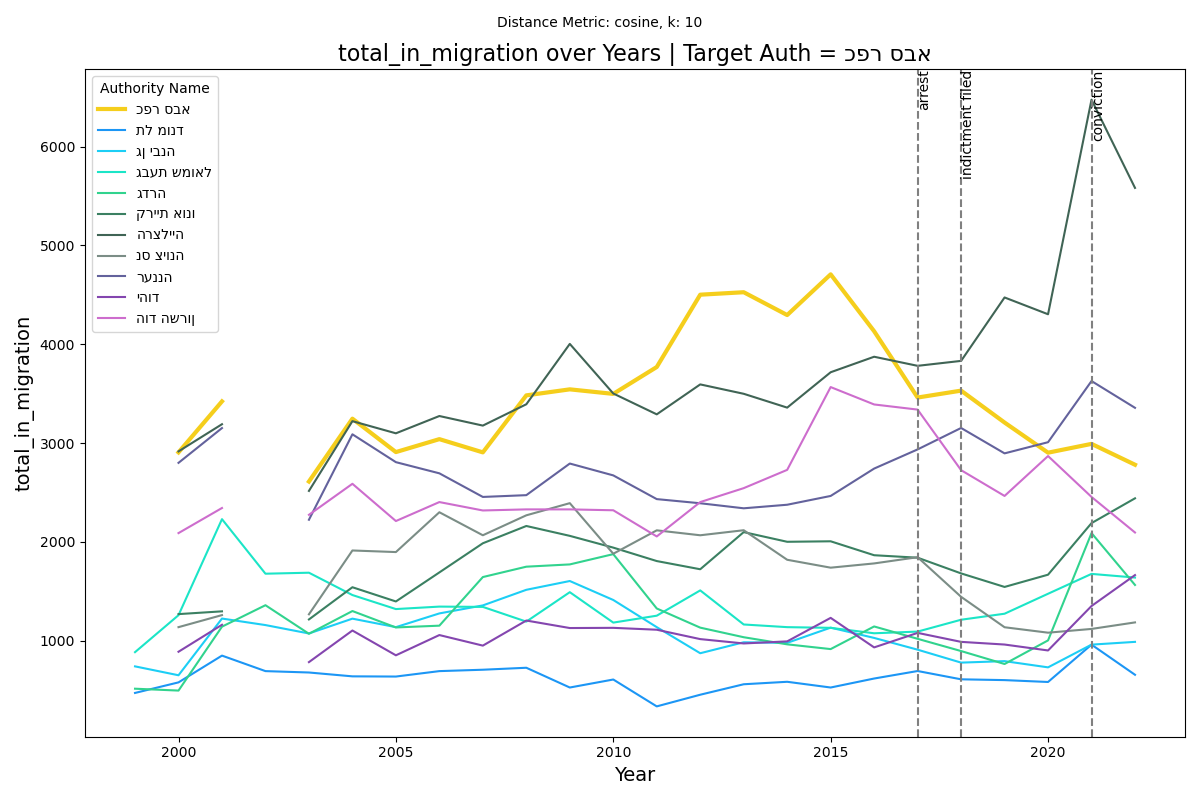 Distance Metric: cosine, k: 10
total_in_migration over Years | Target Auth = כפר סבא
Authority Name
כפר סבא
תל מונד
גן יבנה
גבעת שמואל
גדרה
קריית אונו
הרצלייה
נס ציונה
רעננה
יהוד
הוד השרון
arrest
indictment filed
conviction
6000
5000
4000
3000
2000
1000
total_in_migration
2000
2005
2010
2015
2020
Year